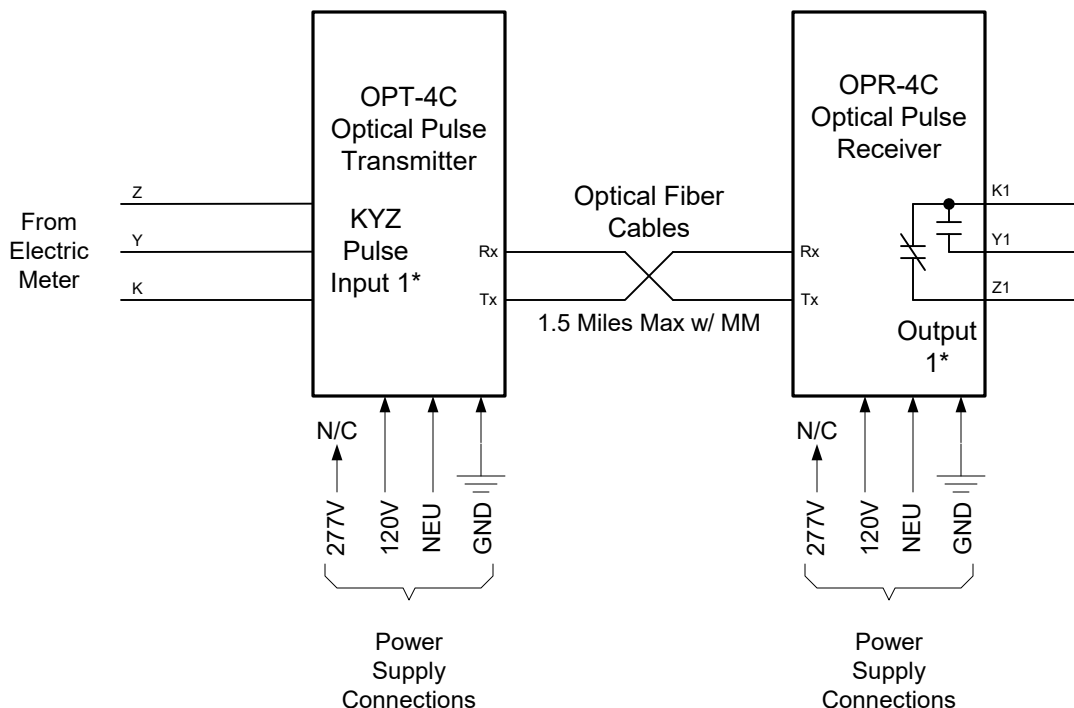 OPT-4C
Optical Pulse
Transmitter
KYZ
Pulse
Input 1*
From
Electric
Meter
Z
Y
K
Rx
Tx
Optical Fiber
Cables
1.5 Miles Max w/ MM
OPR-4C
Optical Pulse
Receiver
Rx
Tx
K1
Y1
Z1
Output
1*
N/C
277V
120V
NEU
GND
Power
Supply
Connections
N/C
277V
120V
NEU
GND
Power
Supply
Connections